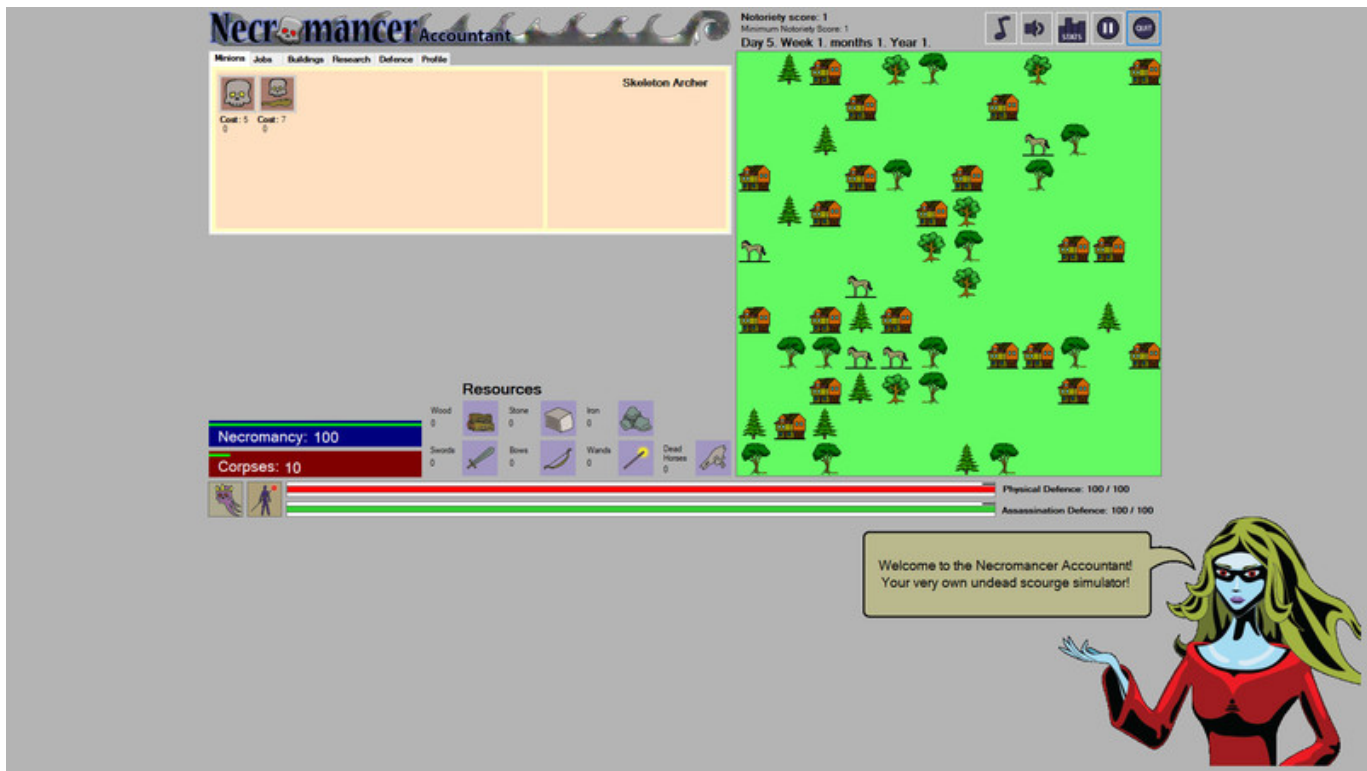 Necromancer Accountant
Notoriety score: 1
Minimum Notoriety Score: 1
Day 5. Week 1. months 1. Year 1.
STATS
QUIT
Minions Jobs Buildings Research Defence Profile
Skeleton Archer
Cost: 5 Cost: 7
0 0
Resources
Wood Stone Iron
0 0 0
Necromancy: 100
Swords Bows Wands Dead Horses
0 0 0 0
Corpses: 10
Physical Defence: 100 / 100
Assassination Defence: 100 / 100
Welcome to the Necromancer Accountant!
Your very own undead scourge simulator!